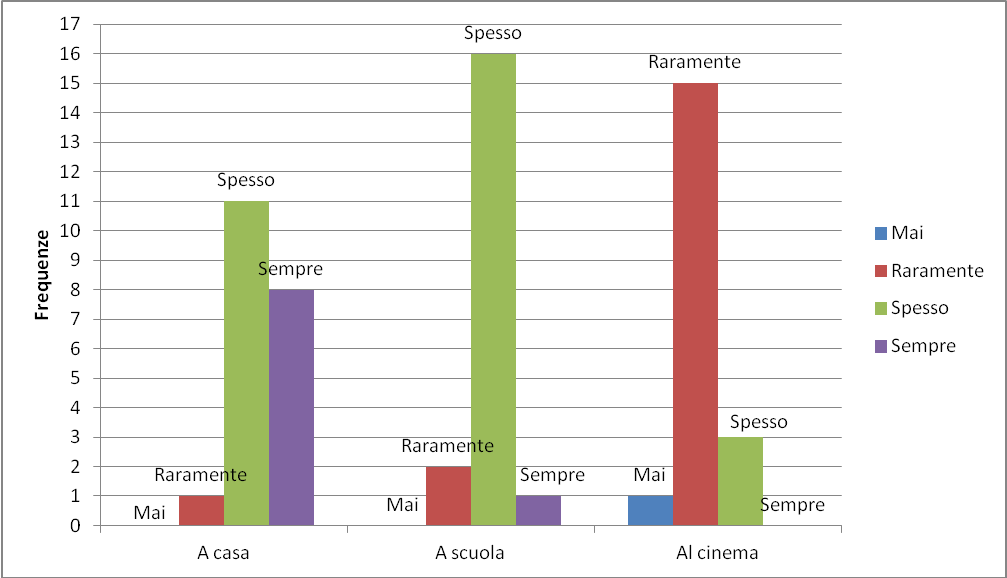 17
16
15
14
13
12
11
10
9
8
7
6
5
4
3
2
1
0
Frequenze
Mai
Raramente
Spesso
Sempre
Mai
Raramente
Spesso
Sempre
Mai
Raramente
Spesso
Sempre
A casa
A scuola
Al cinema
Mai
Raramente
Spesso
Sempre